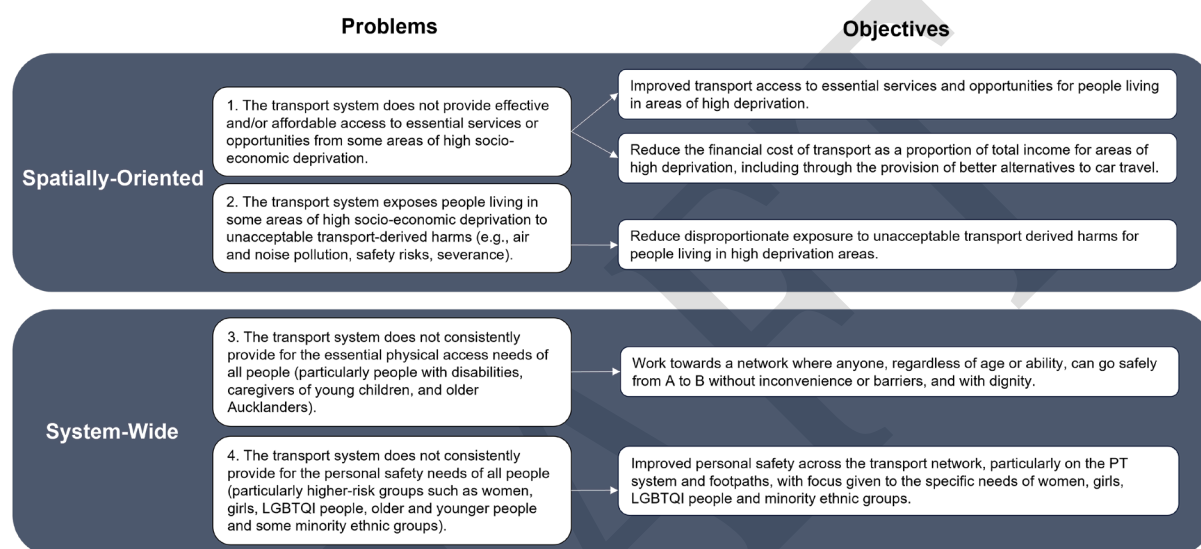 Problems
Objectives
Spatially-Oriented
1. The transport system does not provide effective
and/or affordable access to essential services or
opportunities from some areas of high socio-
economic deprivation.
Improved transport access to essential services and opportunities for people living
in areas of high deprivation.
Reduce the financial cost of transport as a proportion of total income for areas of
high deprivation, including through the provision of better alternatives to car travel.
2. The transport system exposes people living in
some areas of high socio-economic deprivation to
unacceptable transport-derived harms (e.g., air
and noise pollution, safety risks, severance).
Reduce disproportionate exposure to unacceptable transport derived harms for
people living in high deprivation areas.
System-Wide
3. The transport system does not consistently
provide for the essential physical access needs of
all people (particularly people with disabilities,
caregivers of young children, and older
Aucklanders).
Work towards a network where anyone, regardless of age or ability, can go safely
from A to B without inconvenience or barriers, and with dignity.
4. The transport system does not consistently
provide for the personal safety needs of all people
(particularly higher-risk groups such as women,
girls, LGBTQI people, older and younger people
and some minority ethnic groups).
Improved personal safety across the transport network, particularly on the PT
system and footpaths, with focus given to the specific needs of women, girls,
LGBTQI people and minority ethnic groups.